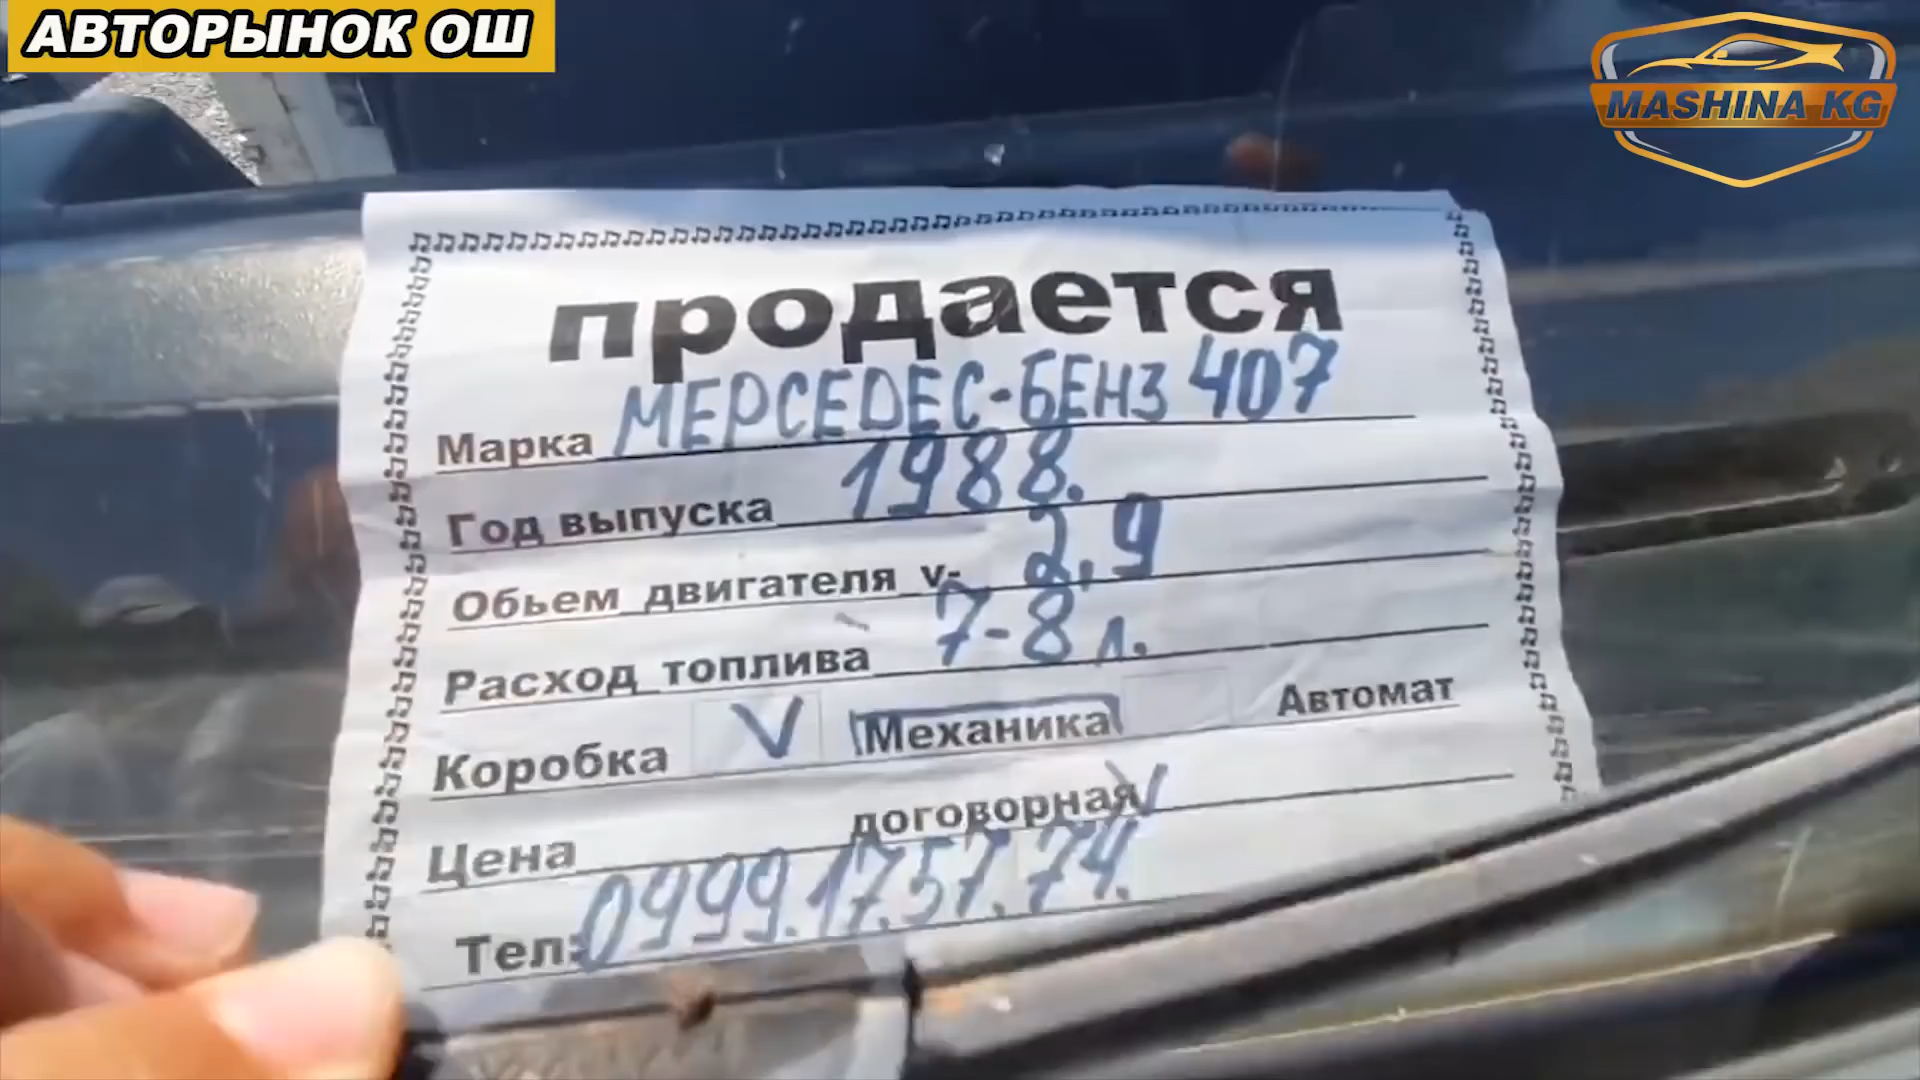 АВТОРЫНОК ОШ
MASHINA KG
продается
Марка МЕРСЕDЕС-БЕНЗ 407
Год выпуска 1988.
Обьем двигателя v- 2,9
Расход топлива 7-8 л.
Коробка V Механика Автомат
Цена договорная V
Тел: 0999.17.57.74.